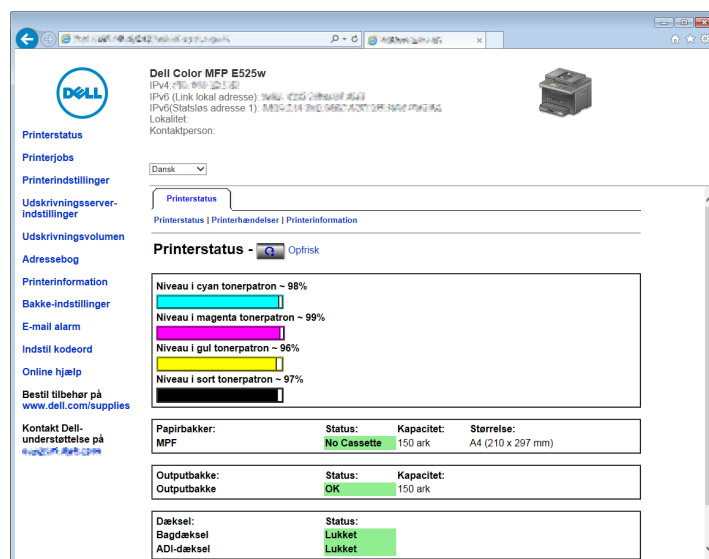 DELL
Dell Color MFP E525w
IPv4:
IPv6 (Link lokal adresse):
IPv6(Statsløs adresse 1):
Lokalitet:
Kontaktperson:
Dansk
Printerstatus
Printerjobs
Printerindstillinger
Udskrivningsserver-
indstillinger
Udskrivningsvolumen
Adressebog
Printerinformation
Bakke-indstillinger
E-mail alarm
Indstil kodeord
Online hjælp
Bestil tilbehør på
www.dell.com/supplies
Kontakt Dell-
understøttelse på
Printerstatus
Printerstatus | Printerhændelser | Printerinformation
Printerstatus - Opfrisk
Niveau i cyan tonerpatron ~ 98%
Niveau i magenta tonerpatron ~ 99%
Niveau i gul tonerpatron ~ 96%
Niveau i sort tonerpatron ~ 97%
Papirbakker: Status: Kapacitet: Størrelse:
MPF No Cassette 150 ark A4 (210 x 297 mm)
Outputbakke: Status: Kapacitet:
Outputbakke OK 150 ark
Dæksel: Status:
Bagdæksel Lukket
ADI-dæksel Lukket